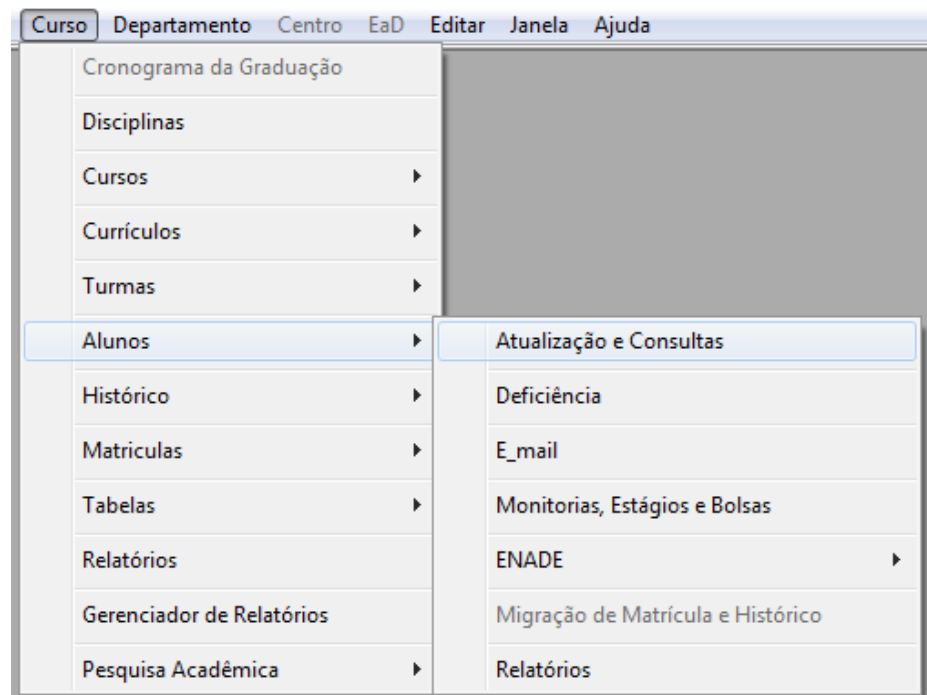 Curso Departamento Centro EaD Editar Janela Ajuda
Cronograma da Graduação
Disciplinas
Cursos
Currículos
Turmas
Alunos
Histórico
Matriculas
Tabelas
Relatórios
Gerenciador de Relatórios
Pesquisa Acadêmica
Atualização e Consultas
Deficiência
E_mail
Monitorias, Estágios e Bolsas
ENADE
Migração de Matrícula e Histórico
Relatórios